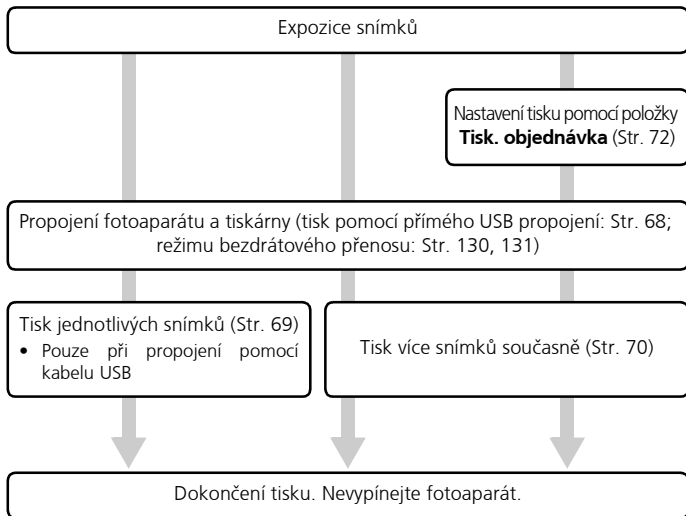 Expozice snímků
Nastavení tisku pomocí položky
Tisk. objednávka (Str. 72)
Propojení fotoaparátu a tiskárny (tisk pomocí přímého USB propojení: Str. 68;
režimu bezdrátového přenosu: Str. 130, 131)
Tisk jednotlivých snímků (Str. 69)
• Pouze při propojení pomocí
kabelu USB
Tisk více snímků současně (Str. 70)
Dokončení tisku. Nevypínejte fotoaparát.